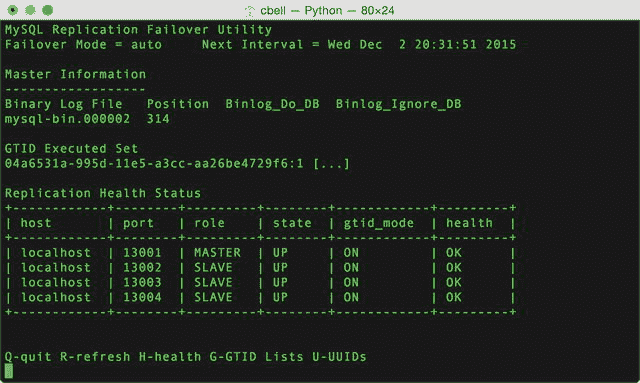 cbell — Python — 80×24
MySQL Replication Failover Utility
Failover Mode = auto     Next Interval = Wed Dec  2 20:31:51 2015
Master Information
------------------
Binary Log File   Position  Binlog_Do_DB  Binlog_Ignore_DB
mysql-bin.000002  314
GTID Executed Set
04a6531a-995d-11e5-a3cc-aa26be4729f6:1 [...]
Replication Health Status
+------------+--------+---------+--------+------------+---------+
| host       | port   | role    | state  | gtid_mode  | health  |
+------------+--------+---------+--------+------------+---------+
| localhost  | 13001  | MASTER  | UP     | ON         | OK      |
| localhost  | 13002  | SLAVE   | UP     | ON         | OK      |
| localhost  | 13003  | SLAVE   | UP     | ON         | OK      |
| localhost  | 13004  | SLAVE   | UP     | ON         | OK      |
+------------+--------+---------+--------+------------+---------+
Q-quit R-refresh H-health G-GTID Lists U-UUIDs